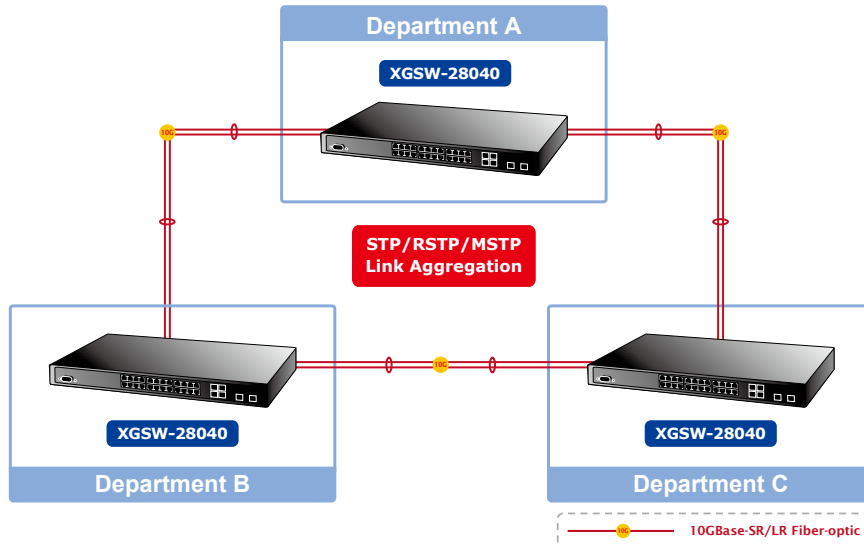 Department A
XGSW-28040
10G
10G
STP/RSTP/MSTP
Link Aggregation
10G
XGSW-28040
XGSW-28040
Department B
Department C
10G
10GBase-SR/LR Fiber-optic